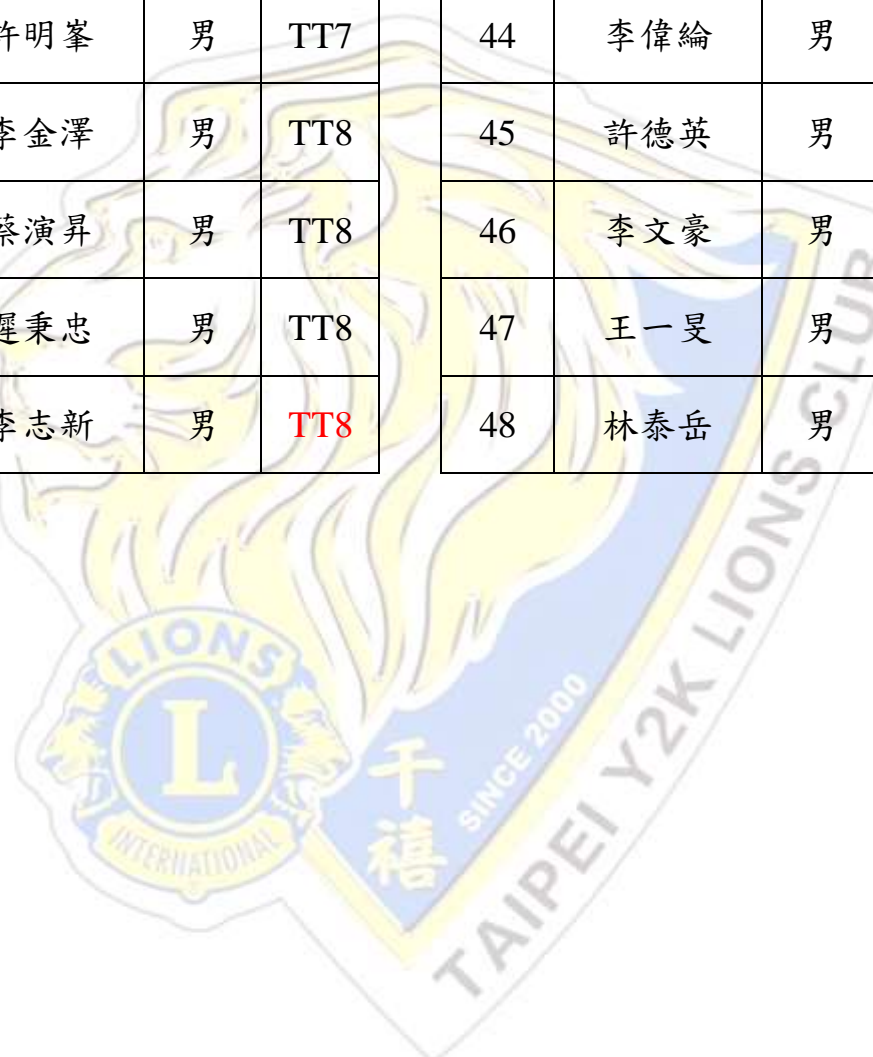 許明峯 男 TT7 44 李偉綸 男
李金澤 男 TT8 45 許德英 男
蔡演昇 男 TT8 46 李文豪 男
遲秉忠 男 TT8 47 王一旻 男
李志新 男 TT8 48 林泰岳 男
LIONS
L
INTERNATIONAL
千禧
SINCE 2000
TAIPEI Y2K LIONS CLUB